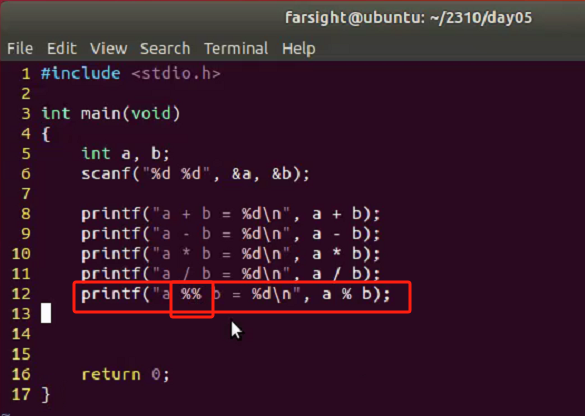 farsight@ubuntu: ~/2310/day05
File Edit View Search Terminal Help
1 #include <stdio.h>
2
3 int main(void)
4 {
5     int a, b;
6     scanf("%d %d", &a, &b);
7
8     printf("a + b = %d\n", a + b);
9     printf("a - b = %d\n", a - b);
10     printf("a * b = %d\n", a * b);
11     printf("a / b = %d\n", a / b);
12     printf("a %% b = %d\n", a % b);
13
14
15
16     return 0;
17 }
~